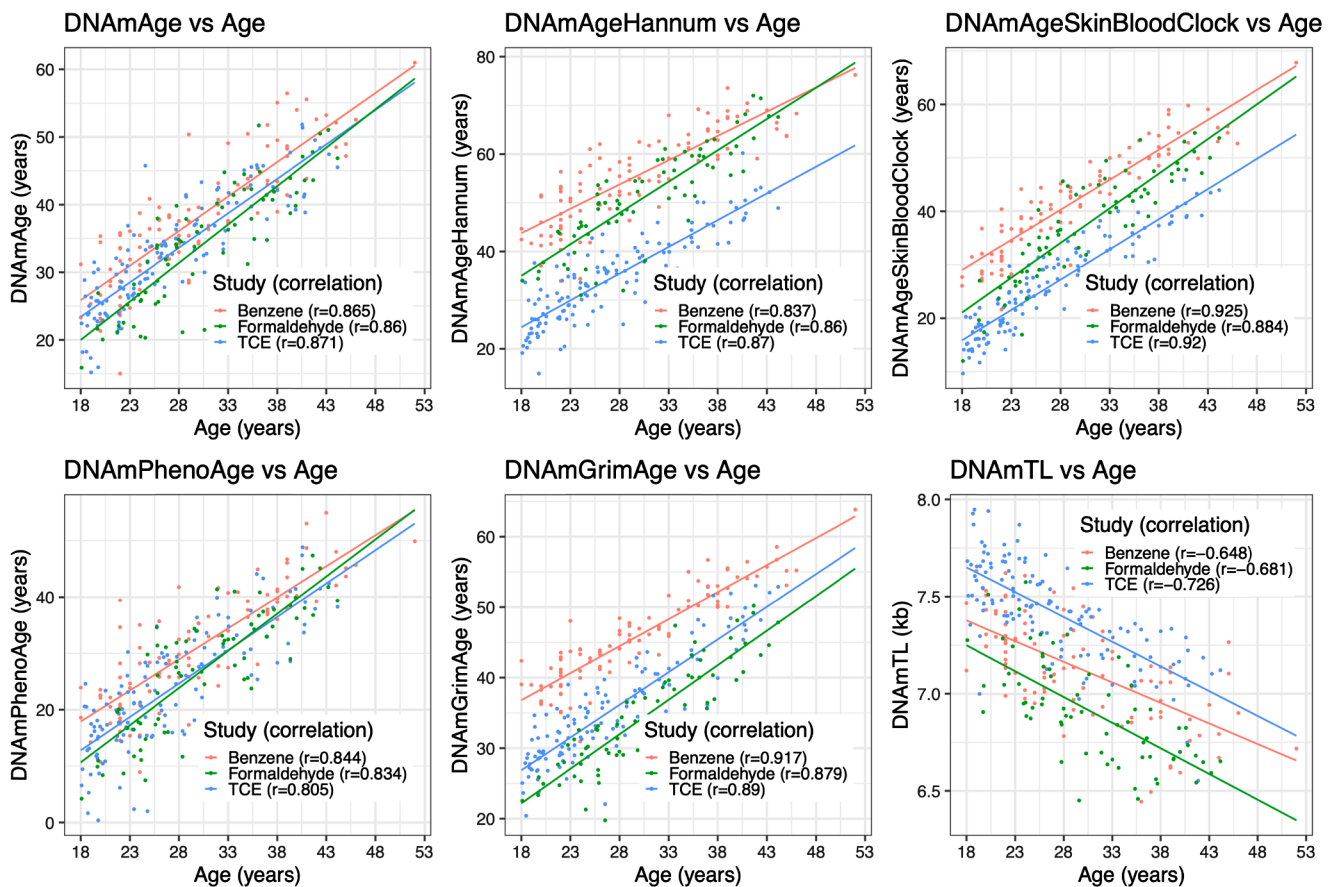 DNAmAge vs Age
DNAmAge (years)
60
50
40
30
20
Study (correlation)
Benzene (r=0.865)
Formaldehyde (r=0.86)
TCE (r=0.871)
18 23 28 33 38 43 48 53
Age (years)
DNAmAgeHannum vs Age
DNAmAgeHannum (years)
80
60
40
20
Study (correlation)
Benzene (r=0.837)
Formaldehyde (r=0.86)
TCE (r=0.87)
18 23 28 33 38 43 48 53
Age (years)
DNAmAgeSkinBloodClock vs Age
DNAmAgeSkinBloodClock (years)
60
40
20
Study (correlation)
Benzene (r=0.925)
Formaldehyde (r=0.884)
TCE (r=0.92)
18 23 28 33 38 43 48 53
Age (years)
DNAmPhenoAge vs Age
DNAmPhenoAge (years)
40
20
0
Study (correlation)
Benzene (r=0.844)
Formaldehyde (r=0.834)
TCE (r=0.805)
18 23 28 33 38 43 48 53
Age (years)
DNAmGrimAge vs Age
DNAmGrimAge (years)
60
50
40
30
20
Study (correlation)
Benzene (r=0.917)
Formaldehyde (r=0.879)
TCE (r=0.89)
18 23 28 33 38 43 48 53
Age (years)
DNAmTL vs Age
DNAmTL (kb)
8.0
7.5
7.0
6.5
Study (correlation)
Benzene (r=−0.648)
Formaldehyde (r=−0.681)
TCE (r=−0.726)
18 23 28 33 38 43 48 53
Age (years)